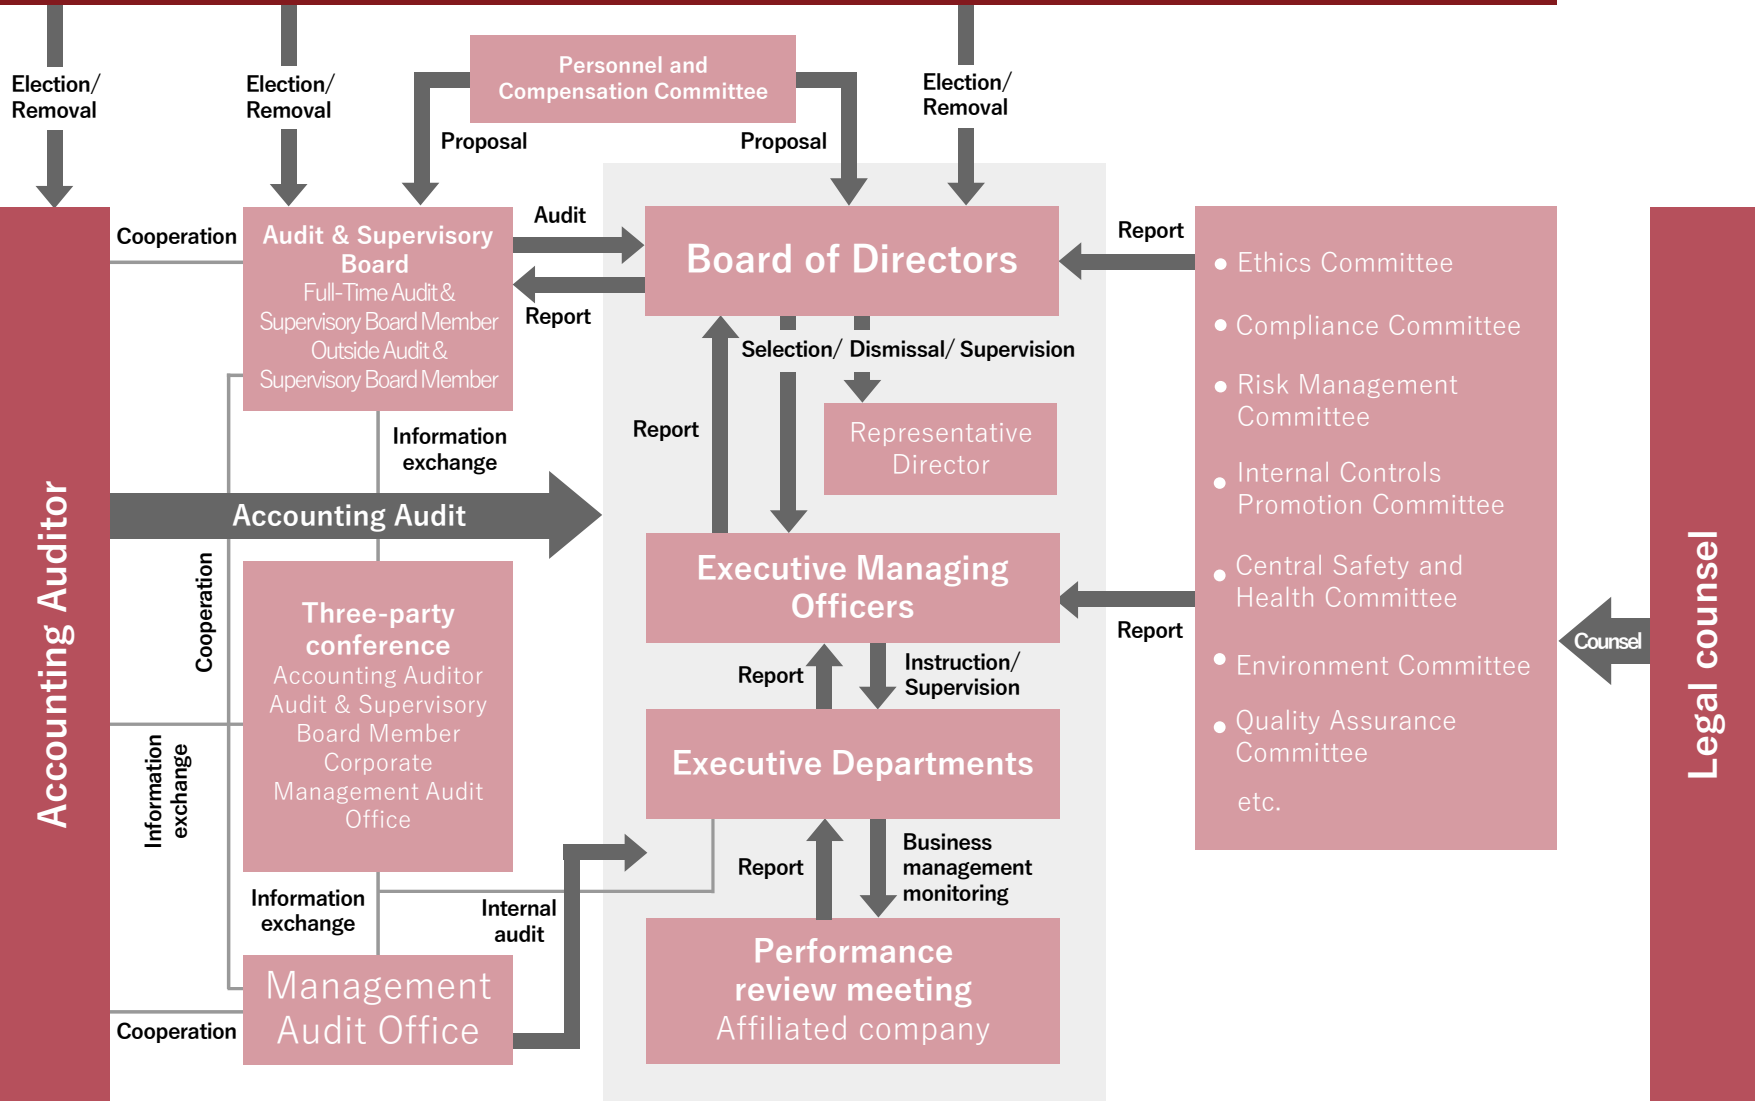 Election/
Removal
Election/
Removal
Personnel and
Compensation Committee
Election/
Removal
Proposal
Proposal
Cooperation
Audit & Supervisory
Board
Full-Time Audit &
Supervisory Board Member
Outside Audit &
Supervisory Board Member
Audit
Report
Board of Directors
Report
Selection/ Dismissal/ Supervision
Report
Representative
Director
Information
exchange
Accounting Auditor
Accounting Audit
Cooperation
Three-party
conference
Accounting Auditor
Audit & Supervisory
Board Member
Corporate
Management Audit
Office
Information
exchange
Information
exchange
Internal
audit
Management
Audit Office
Cooperation
Executive Managing
Officers
Report
Instruction/
Supervision
Executive Departments
Report
Business
management
monitoring
Performance
review meeting
Affiliated company
Report
• Ethics Committee
• Compliance Committee
• Risk Management
Committee
• Internal Controls
Promotion Committee
• Central Safety and
Health Committee
• Environment Committee
• Quality Assurance
Committee
etc.
Counsel
Legal counsel